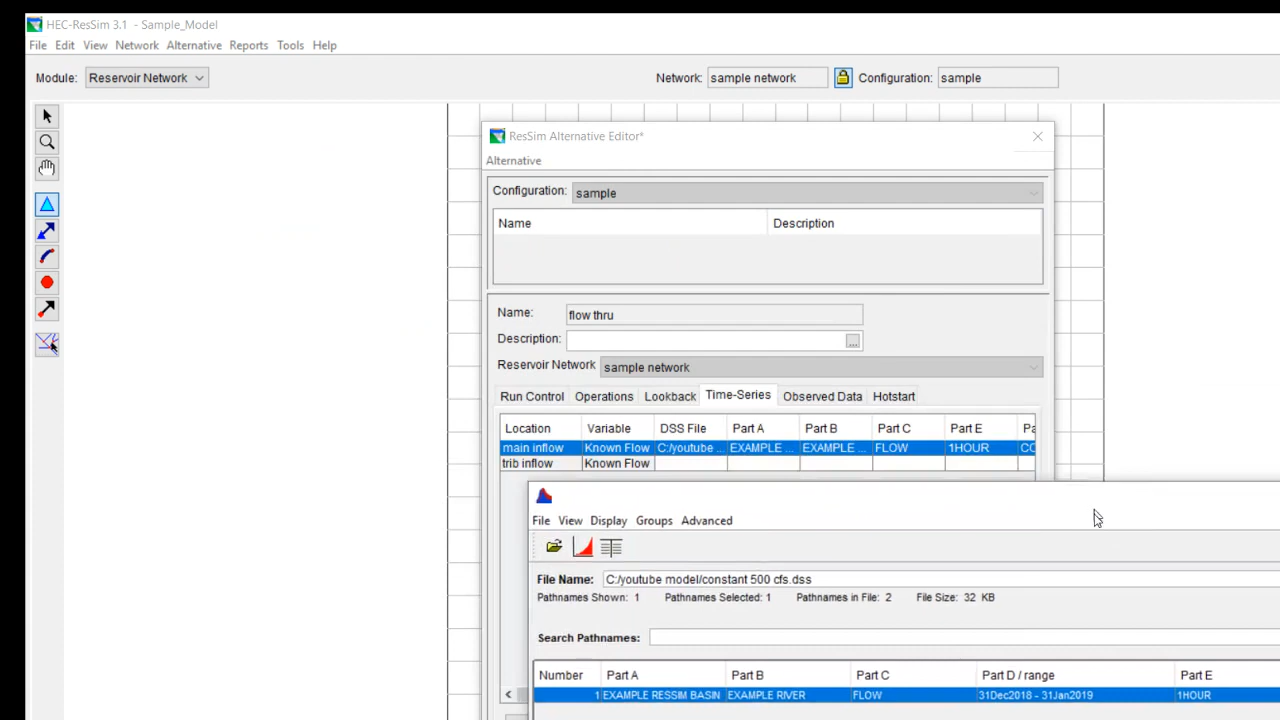 HEC-ResSim 3.1 - Sample_Model
File Edit View Network Alternative Reports Tools Help
Module: Reservoir Network Network: sample network Configuration: sample
ResSim Alternative Editor*
Alternative
Configuration: sample
Name Description
Name: flow thru
Description: ...
Reservoir Network sample network
Run Control Operations Lookback Time-Series Observed Data Hotstart
Location Variable DSS File Part A Part B Part C Part E Pa
main inflow Known Flow C:/youtube ... EXAMPLE ... EXAMPLE ... FLOW 1HOUR CO
trib inflow Known Flow
File View Display Groups Advanced
File Name: C:/youtube model/constant 500 cfs.dss
Pathnames Shown: 1 Pathnames Selected: 1 Pathnames in File: 2 File Size: 32 KB
Search Pathnames:
Number Part A Part B Part C Part D / range Part E
1 EXAMPLE RESSIM BASIN EXAMPLE RIVER FLOW 31Dec2018 - 31Jan2019 1HOUR